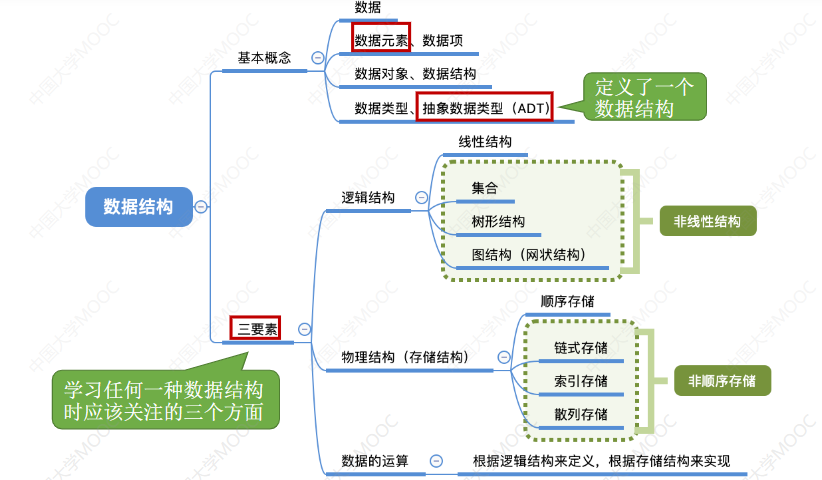 数据
数据元素、数据项
基本概念
数据对象、数据结构
数据类型、抽象数据类型（ADT)
定义了一个
数据结构
线性结构
集合
逻辑结构
树形结构
非线性结构
图结构（网状结构）
数据结构
顺序存储
三要素
链式存储
物理结构（存储结构）
索引存储
非顺序存储
散列存储
学习任何一种数据结构
时应该关注的三个方面
数据的运算
根据逻辑结构来定义，根据存储结构来实现
中国大学MOOC